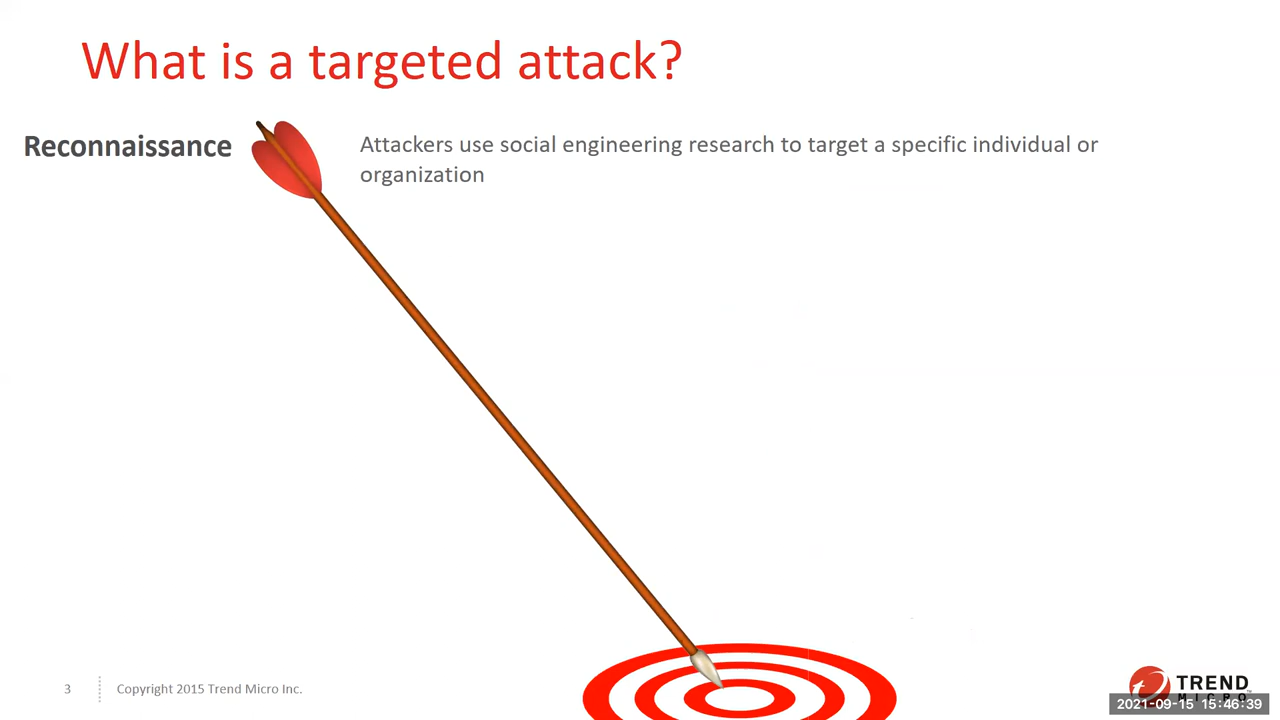 What is a targeted attack?
Reconnaissance
Attackers use social engineering research to target a specific individual or
organization
3
Copyright 2015 Trend Micro Inc.
TREND
MICRO
2021-09-15 15:46:39